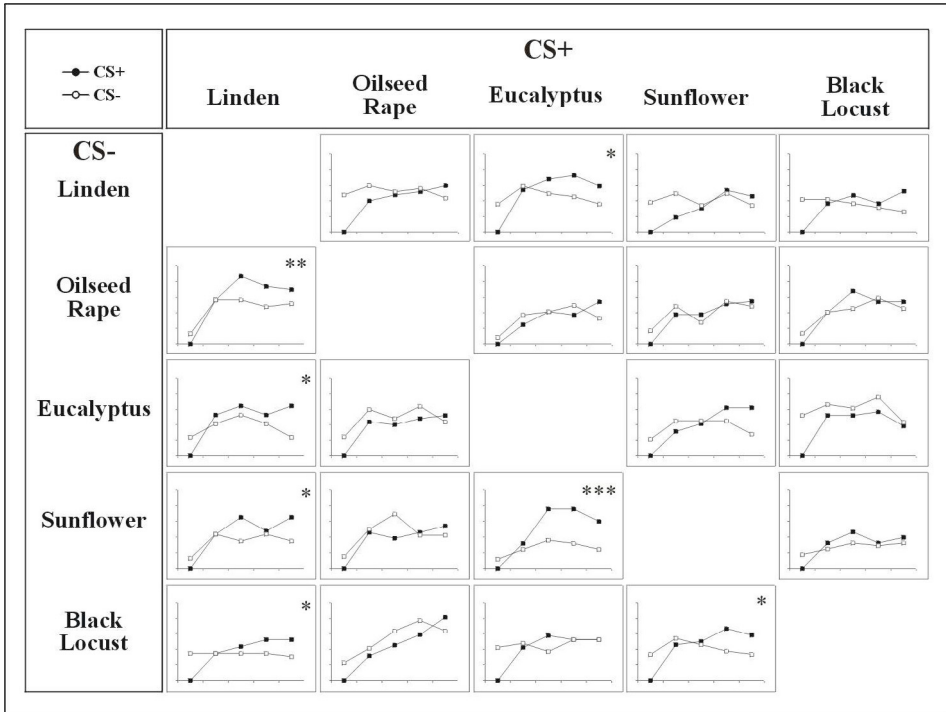 CS+
CS-
CS+
Linden
Oilseed
Rape
Eucalyptus
Sunflower
Black
Locust
CS-
Linden
*
Oilseed
Rape
**
Eucalyptus
*
Sunflower
*
***
Black
Locust
*
*